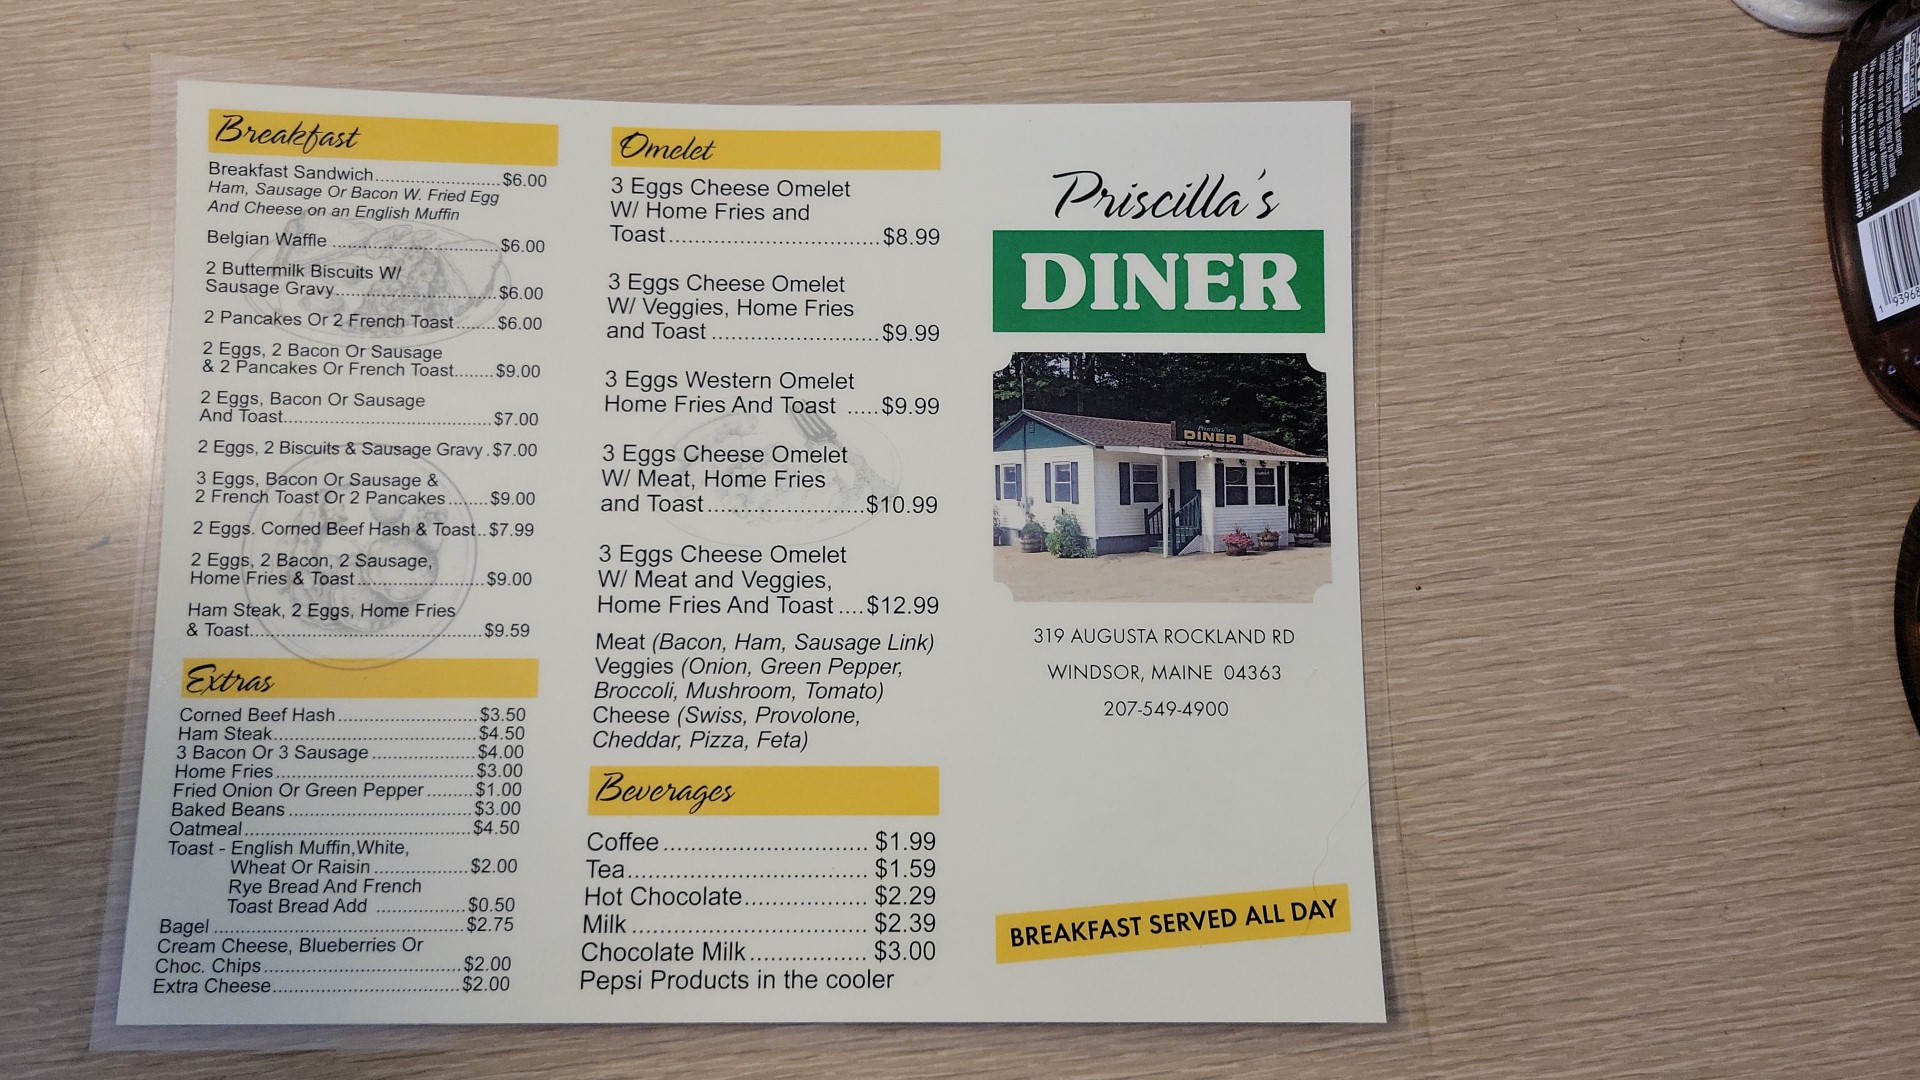 Breakfast
Breakfast Sandwich..........................$6.00
Ham, Sausage Or Bacon W. Fried Egg
And Cheese on an English Muffin
Belgian Waffle ..................................$6.00
2 Buttermilk Biscuits W/
Sausage Gravy.................................$6.00
2 Pancakes Or 2 French Toast........$6.00
2 Eggs, 2 Bacon Or Sausage
& 2 Pancakes Or French Toast........$9.00
2 Eggs, Bacon Or Sausage
And Toast..........................................$7.00
2 Eggs, 2 Biscuits & Sausage Gravy.$7.00
3 Eggs, Bacon Or Sausage &
2 French Toast Or 2 Pancakes........$9.00
2 Eggs. Corned Beef Hash & Toast..$7.99
2 Eggs, 2 Bacon, 2 Sausage,
Home Fries & Toast..........................$9.00
Ham Steak, 2 Eggs, Home Fries
& Toast...............................................$9.59
Extras
Corned Beef Hash............................$3.50
Ham Steak.........................................$4.50
3 Bacon Or 3 Sausage .....................$4.00
Home Fries........................................$3.00
Fried Onion Or Green Pepper .........$1.00
Baked Beans .....................................$3.00
Oatmeal..............................................$4.50
Toast - English Muffin,White,
Wheat Or Raisin ...................$2.00
Rye Bread And French
Toast Bread Add ..................$0.50
Bagel ..................................................$2.75
Cream Cheese, Blueberries Or
Choc. Chips........................................$2.00
Extra Cheese......................................$2.00
Omelet
3 Eggs Cheese Omelet
W/ Home Fries and
Toast...............................$8.99
3 Eggs Cheese Omelet
W/ Veggies, Home Fries
and Toast .........................$9.99
3 Eggs Western Omelet
Home Fries And Toast .....$9.99
3 Eggs Cheese Omelet
W/ Meat, Home Fries
and Toast.......................$10.99
3 Eggs Cheese Omelet
W/ Meat and Veggies,
Home Fries And Toast ....$12.99
Meat (Bacon, Ham, Sausage Link)
Veggies (Onion, Green Pepper,
Broccoli, Mushroom, Tomato)
Cheese (Swiss, Provolone,
Cheddar, Pizza, Feta)
Beverages
Coffee .............................. $1.99
Tea................................... $1.59
Hot Chocolate.................. $2.29
Milk .................................. $2.39
Chocolate Milk................. $3.00
Pepsi Products in the cooler
Priscilla's
DINER
Priscilla's
DINER
319 AUGUSTA ROCKLAND RD
WINDSOR, MAINE 04363
207-549-4900
BREAKFAST SERVED ALL DAY